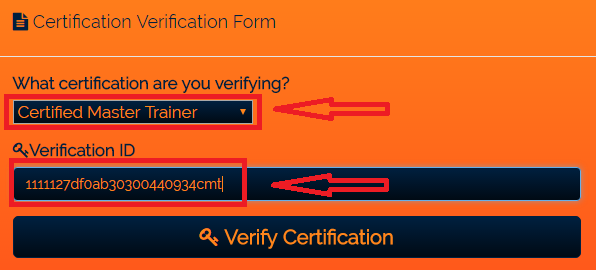 Certification Verification Form
What certification are you verifying?
Certified Master Trainer
Verification ID
1111127df0ab30300440934cmt
Verify Certification